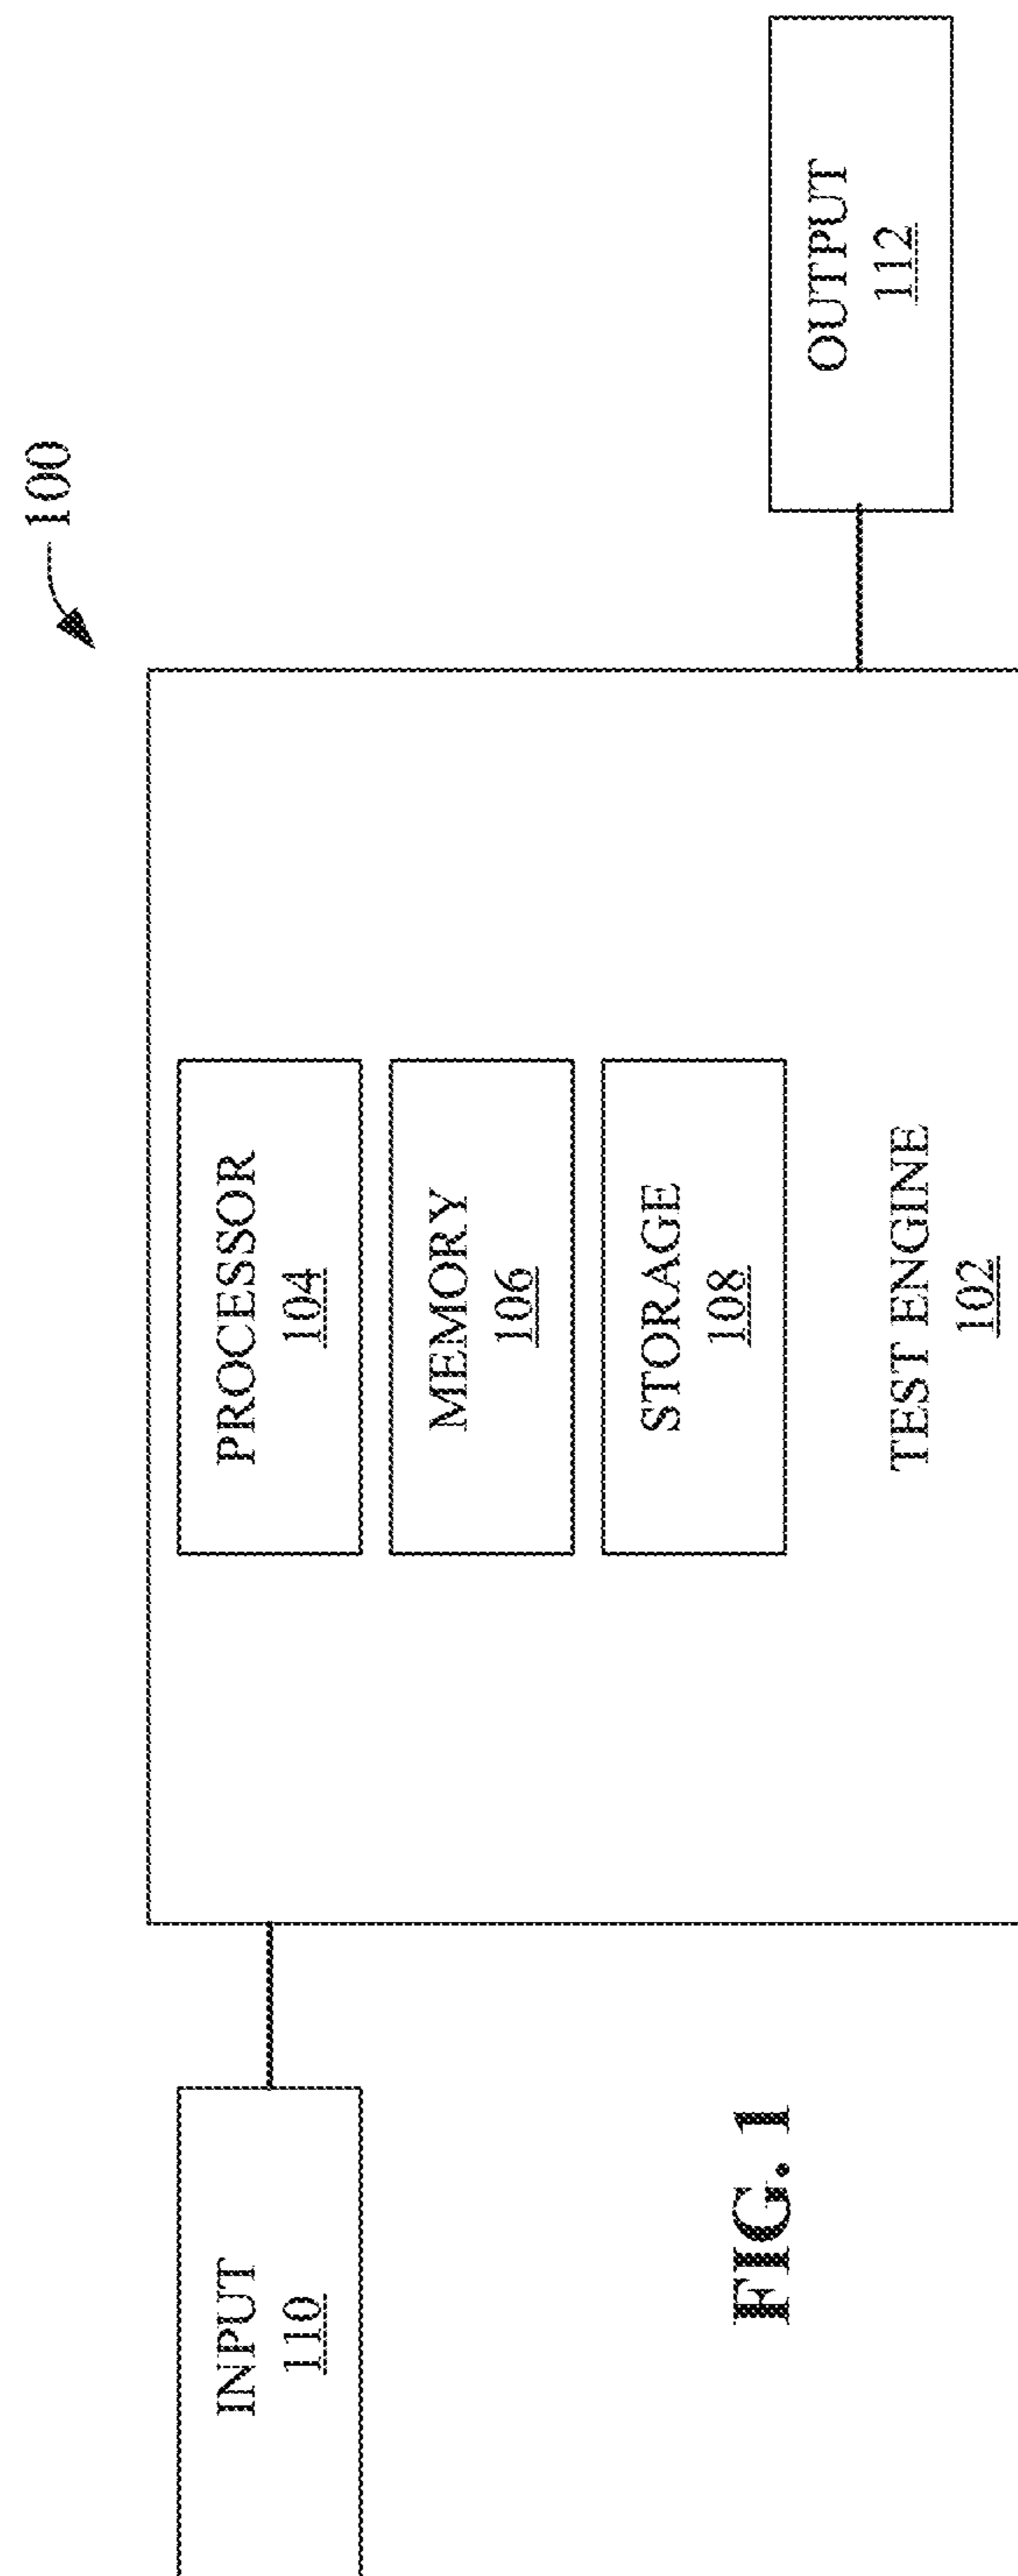 100
INPUT
110
PROCESSOR
104
MEMORY
106
STORAGE
108
TEST ENGINE
102
OUTPUT
112
FIG. 1